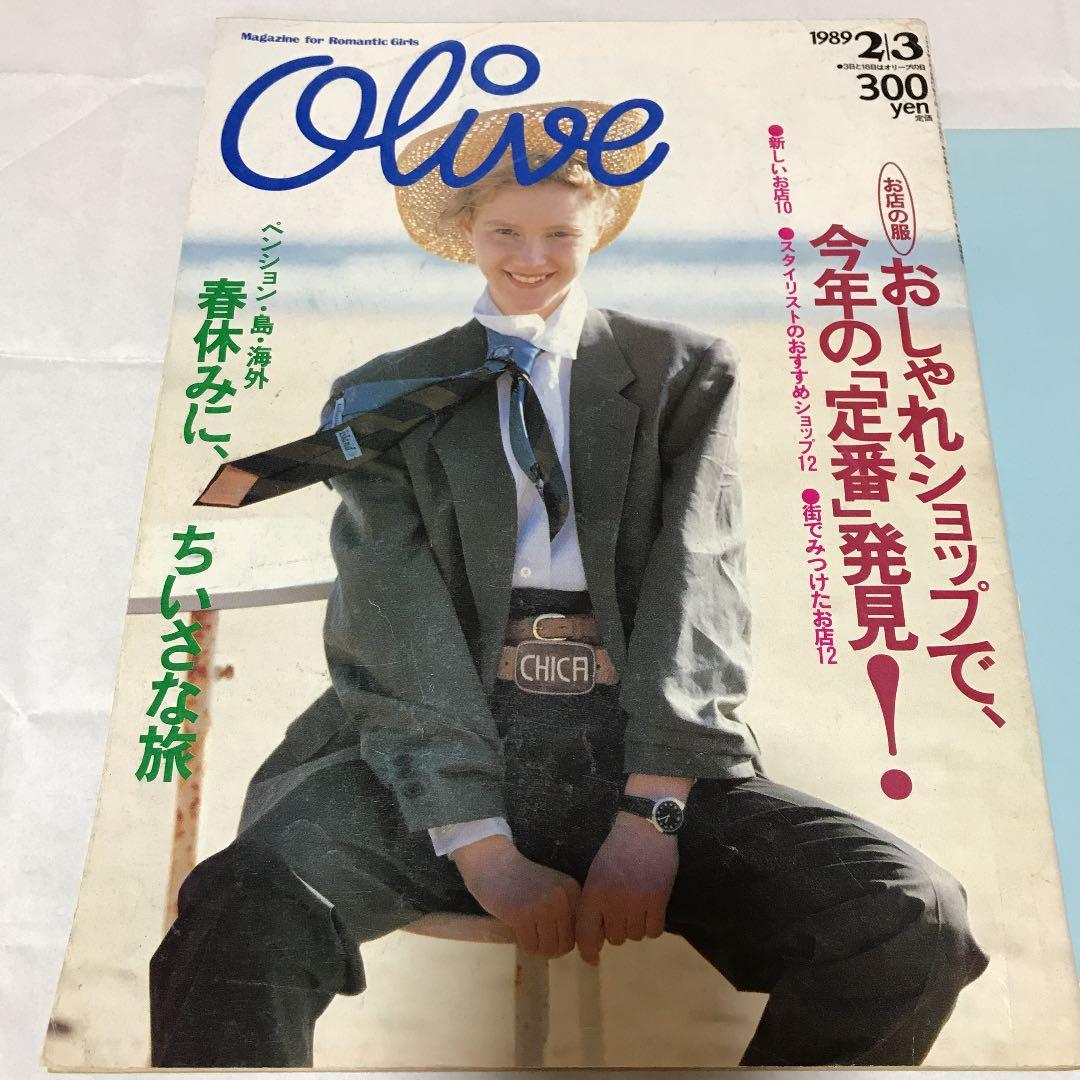 Magazine for Romantic Girls
Olive
1989 2/3
●3日と18日はオリーブの日
300
yen
定価
お店の服
おしゃれショップで、
今年の「定番」発見!
●新しいお店10
●スタイリストのおすすめショップ12
●街でみつけたお店12
ペンション・島・海外
春休みに、
ちいさな旅
CHICA